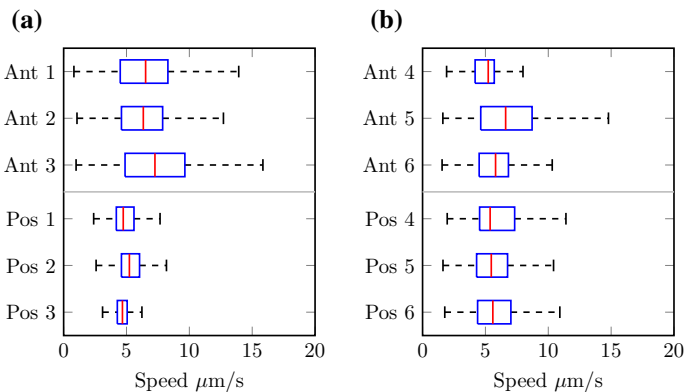 (a)
Ant 1
Ant 2
Ant 3
Pos 1
Pos 2
Pos 3
0 5 10 15 20
Speed μm/s
(b)
Ant 4
Ant 5
Ant 6
Pos 4
Pos 5
Pos 6
0 5 10 15 20
Speed μm/s